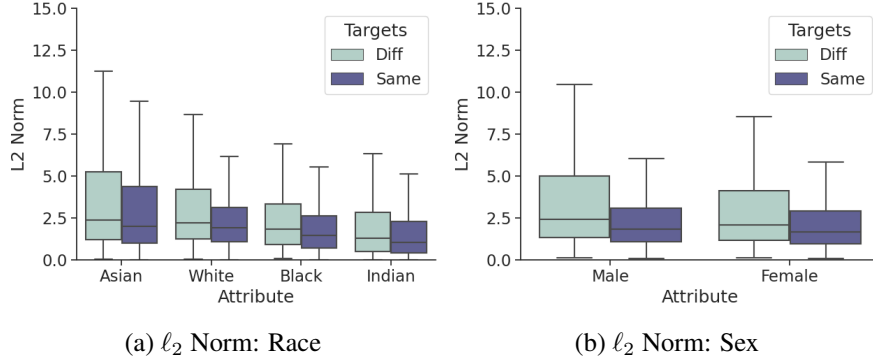 15.0
12.5
10.0
7.5
5.0
2.5
0.0
L2 Norm
Targets
Diff
Same
Asian White Black Indian
Attribute
(a) ℓ₂ Norm: Race
15.0
12.5
10.0
7.5
5.0
2.5
0.0
L2 Norm
Targets
Diff
Same
Male Female
Attribute
(b) ℓ₂ Norm: Sex